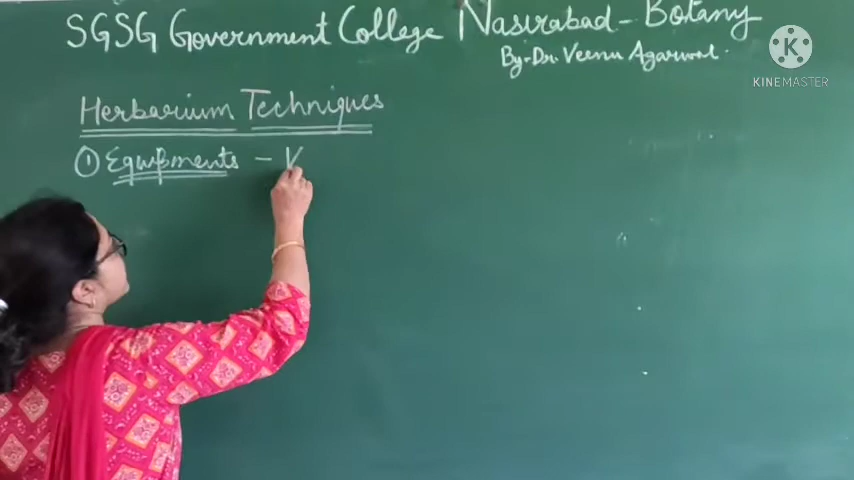 SGSG Government College Nasirabad - Botany
By:- Dr. Veenu Agarwal.
KINEMASTER
Herbarium Techniques
① Equipments - V